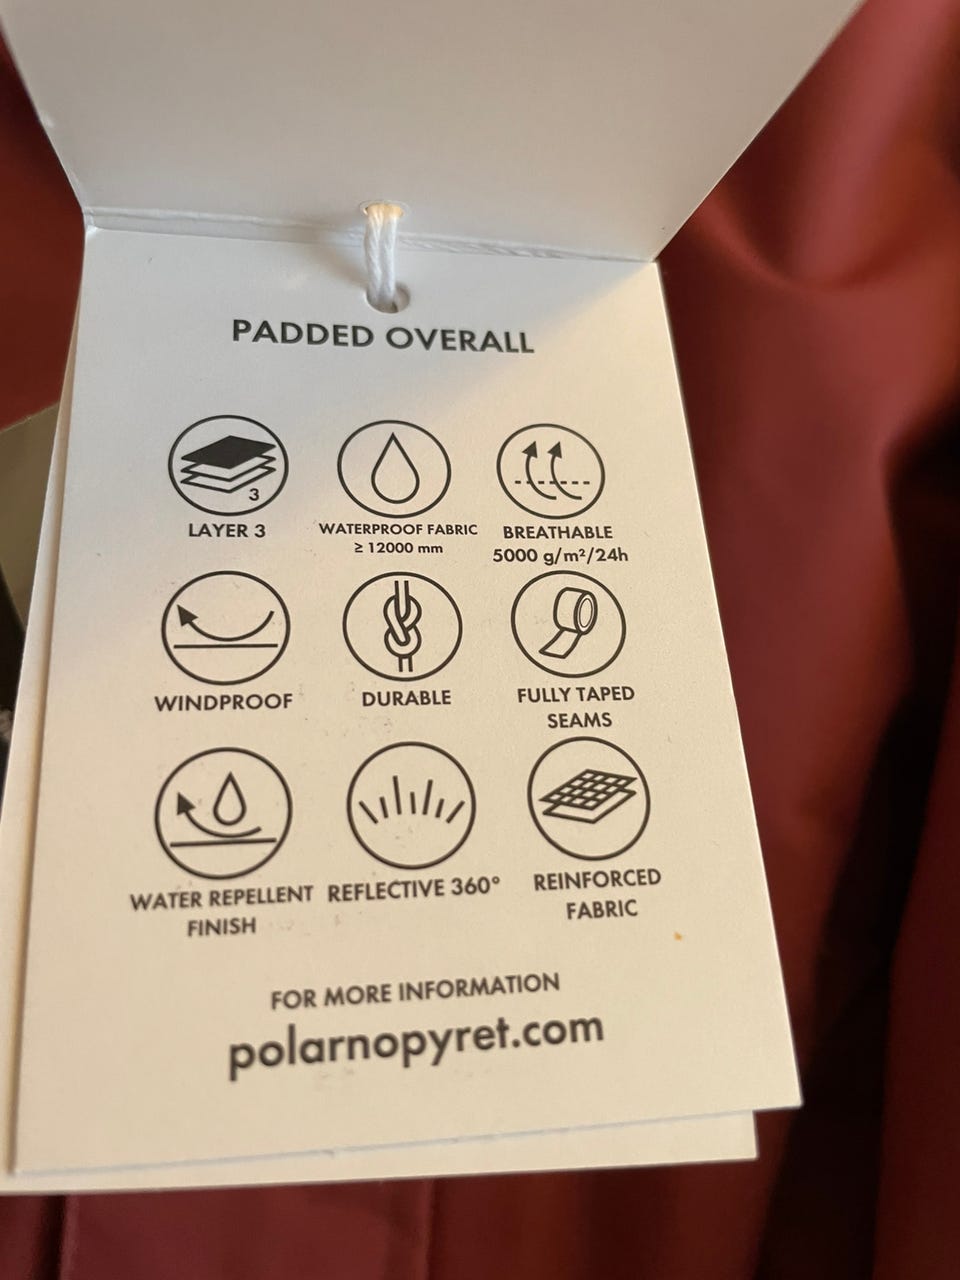 PADDED OVERALL
3
LAYER 3
WATERPROOF FABRIC
≥ 12000 mm
BREATHABLE
5000 g/m²/24h
WINDPROOF
DURABLE
FULLY TAPED
SEAMS
WATER REPELLENT
FINISH
REFLECTIVE 360°
REINFORCED
FABRIC
FOR MORE INFORMATION
polarnopyret.com